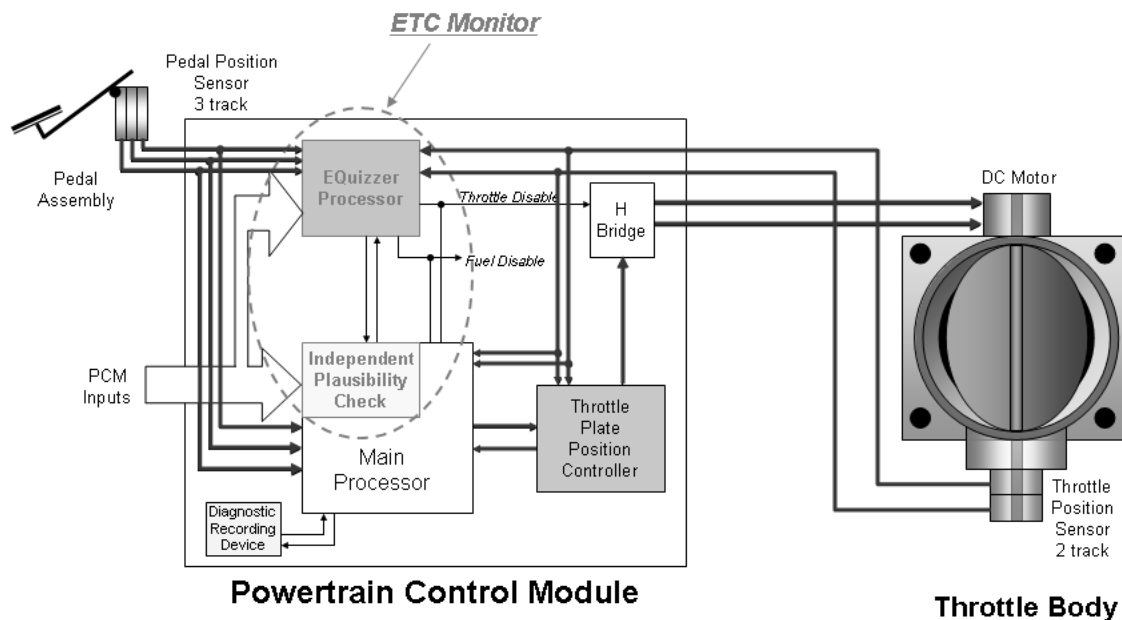 ETC Monitor
Pedal Position
Sensor
3 track
Pedal
Assembly
EQuizzer
Processor
Throttle Disable
H
Bridge
DC Motor
Fuel Disable
Independent
Plausibility
Check
PCM
Inputs
Main
Processor
Throttle
Plate
Position
Controller
Diagnostic
Recording
Device
Throttle
Position
Sensor
2 track
Powertrain Control Module
Throttle Body